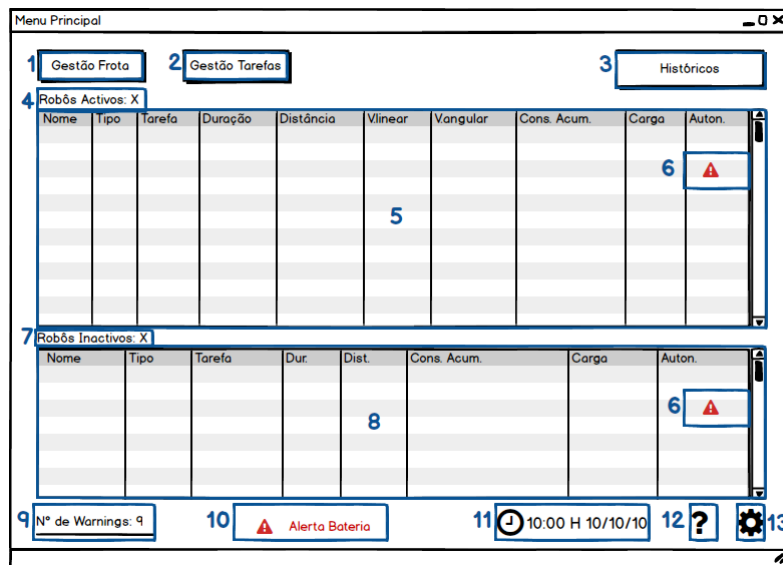 Menu Principal
1 Gestão Frota 2 Gestão Tarefas 3 Históricos
4 Robôs Activos: X
Nome Tipo Tarefa Duração Distância V.linear V.angular Cons. Acum. Carga Auton.
6
5
7 Robôs Inactivos: X
Nome Tipo Tarefa Dur. Dist. Cons. Acum. Carga Auton.
6
8
9 Nº de Warnings: 9 10 Alerta Bateria 11 10:00 H 10/10/10 12 ? 13